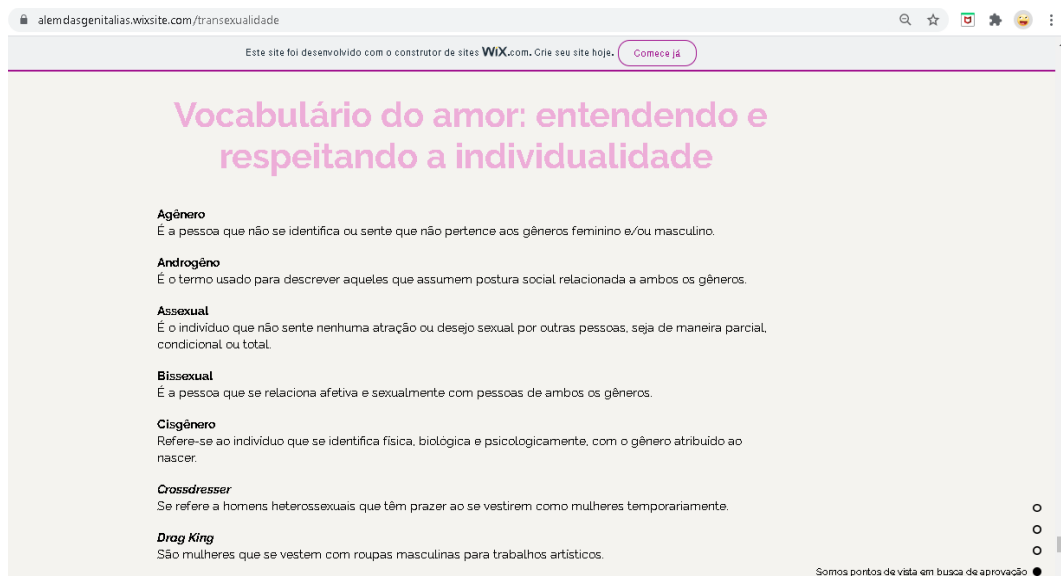 alemdasgenitalias.wixsite.com/transexualidade
Este site foi desenvolvido com o construtor de sites WiX.com. Crie seu site hoje. Comece já
Vocabulário do amor: entendendo e
respeitando a individualidade
Agênero
É a pessoa que não se identifica ou sente que não pertence aos gêneros feminino e/ou masculino.
Androgêno
É o termo usado para descrever aqueles que assumem postura social relacionada a ambos os gêneros.
Assexual
É o indivíduo que não sente nenhuma atração ou desejo sexual por outras pessoas, seja de maneira parcial,
condicional ou total.
Bissexual
É a pessoa que se relaciona afetiva e sexualmente com pessoas de ambos os gêneros.
Cisgênero
Refere-se ao indivíduo que se identifica física, biológica e psicologicamente, com o gênero atribuído ao
nascer.
Crossdresser
Se refere a homens heterossexuais que têm prazer ao se vestirem como mulheres temporariamente.
Drag King
São mulheres que se vestem com roupas masculinas para trabalhos artísticos.
Somos pontos de vista em busca de aprovação